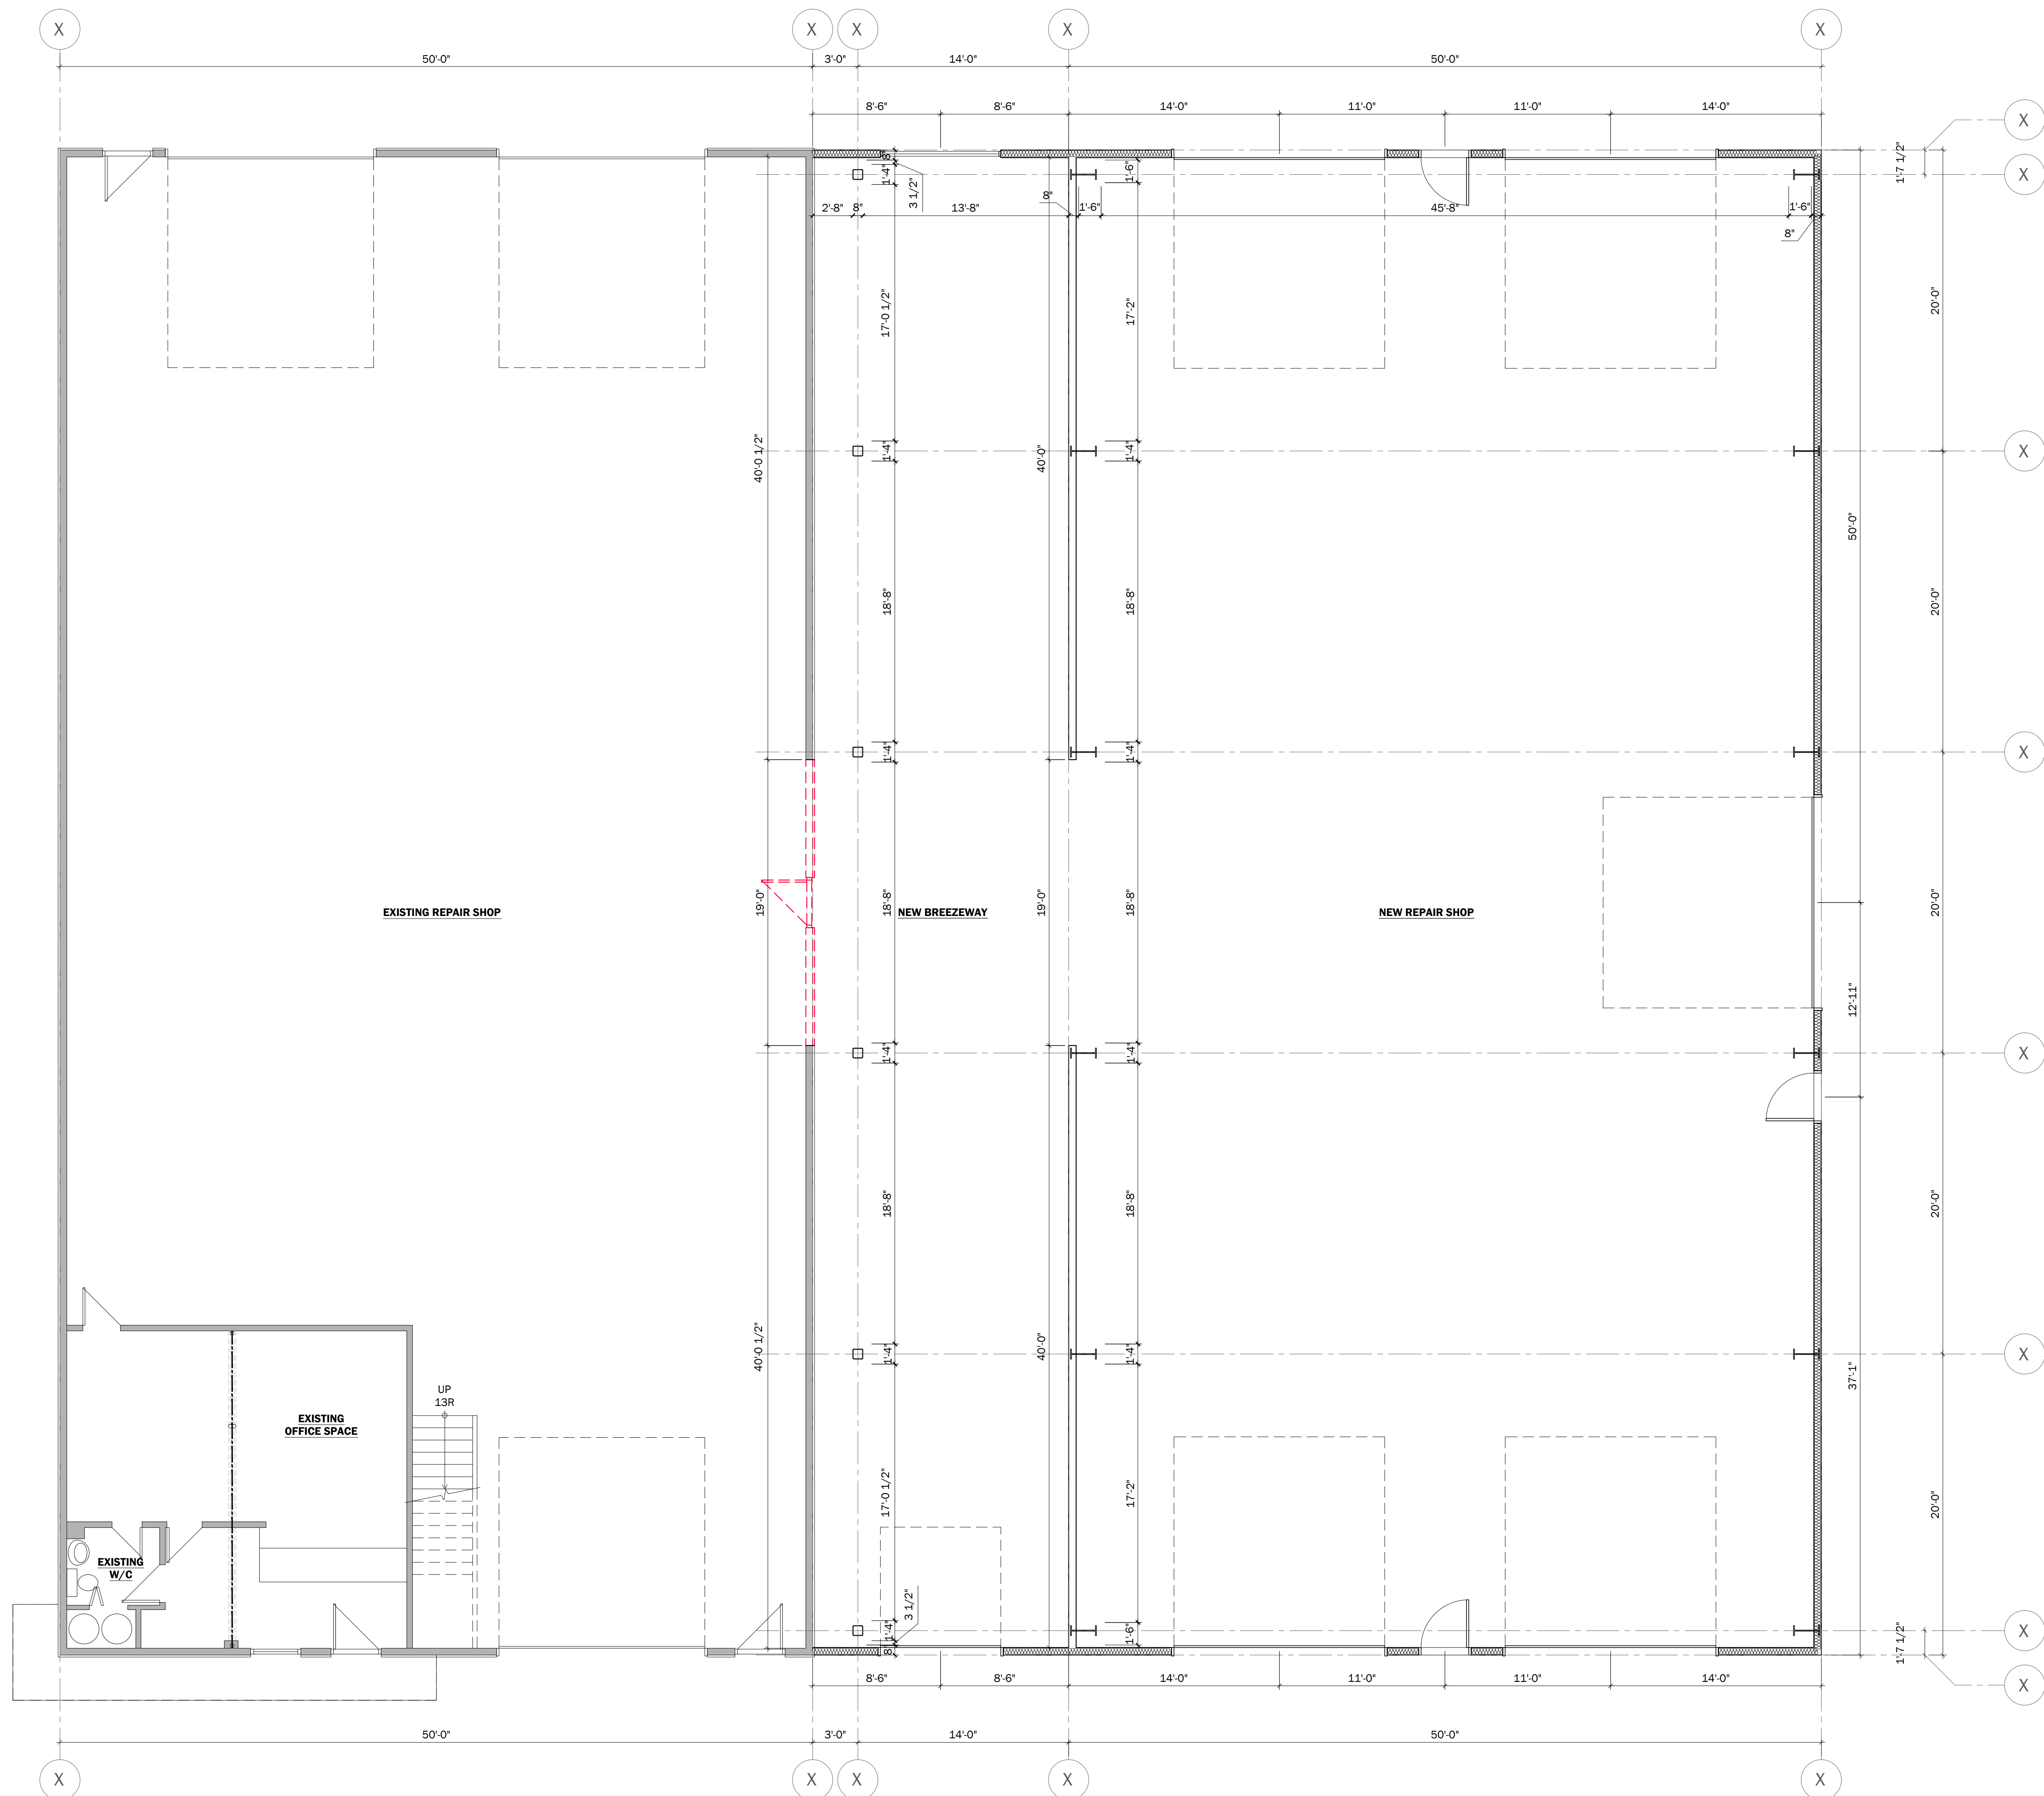 X X X X X
50'-0" 3'-0" 14'-0" 50'-0"
8'-6" 8'-6" 14'-0" 11'-0" 11'-0" 14'-0"
X
8"
1'-4"
3 1/2"
1'-6"
1'-7 1/2"
X
2'-8" 8" 13'-8" 8" 1'-6" 45'-8" 1'-6"
8"
17'-0 1/2" 17'-2" 20'-0"
40'-0 1/2" 1'-4" 40'-0" 1'-4" X
50'-0"
18'-8" 18'-8" 20'-0"
1'-4" 1'-4" X
19'-0" 18'-8" 19'-0" 18'-8" 20'-0"
EXISTING REPAIR SHOP NEW BREEZEWAY NEW REPAIR SHOP
12'-11"
1'-4" 1'-4" X
18'-8" 18'-8" 20'-0"
40'-0 1/2" 1'-4" 40'-0" 1'-4" X
37'-1"
UP
13R
EXISTING
OFFICE SPACE
17'-0 1/2" 17'-2" 20'-0"
EXISTING
W/C
3 1/2"
1'-4"
8"
1'-6"
1'-7 1/2"
X
8'-6" 8'-6" 14'-0" 11'-0" 11'-0" 14'-0"
X
50'-0" 3'-0" 14'-0" 50'-0"
X X X X X